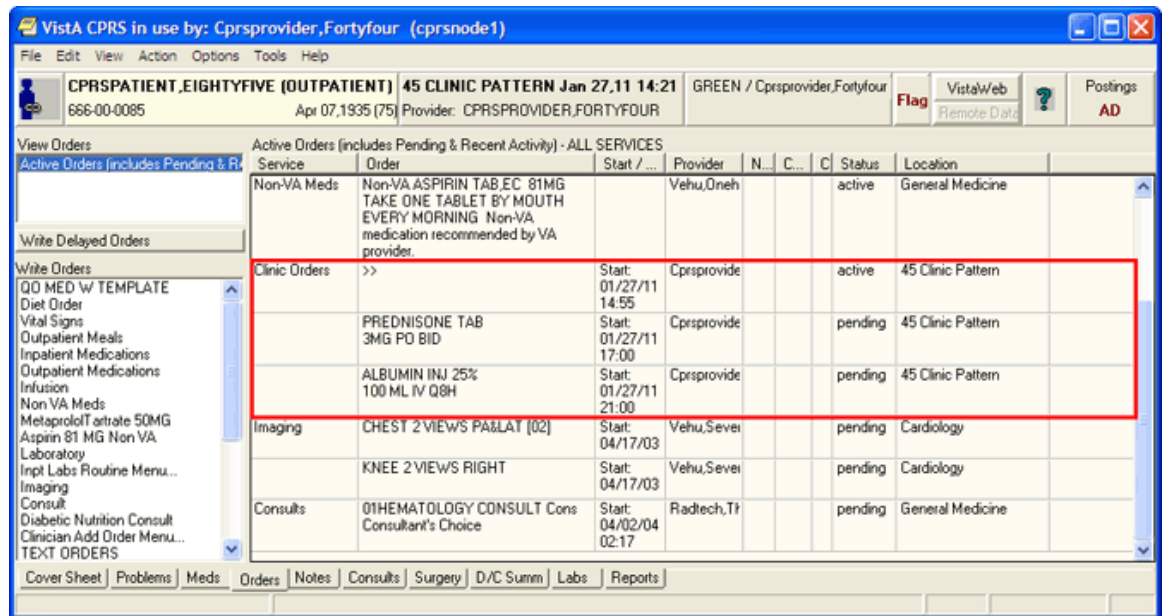 VistA CPRS in use by: Cprsprovider,Fortyfour (cprsnode1)
File Edit View Action Options Tools Help
CPRSPATIENT,EIGHTYFIVE (OUTPATIENT) 45 CLINIC PATTERN Jan 27,11 14:21 GREEN / Cprsprovider,Fortyfour Flag VistaWeb ? Postings
666-00-0085 Apr 07,1935 (75) Provider: CPRSPROVIDER,FORTYFOUR Remote Data AD
View Orders
Active Orders (includes Pending & Re
Write Delayed Orders
Write Orders
QO MED W TEMPLATE
Diet Order
Vital Signs
Outpatient Meals
Inpatient Medications
Outpatient Medications
Infusion
Non VA Meds
MetaprololTartrate 50MG
Aspirin 81 MG Non VA
Laboratory
Inpt Labs Routine Menu...
Imaging
Consult
Diabetic Nutrition Consult
Clinician Add Order Menu...
TEXT ORDERS
Active Orders (includes Pending & Recent Activity) - ALL SERVICES
Service Order Start / ... Provider N... C... C Status Location
Non-VA Meds Non-VA ASPIRIN TAB,EC 81MG Vehu,Oneh active General Medicine
TAKE ONE TABLET BY MOUTH
EVERY MORNING Non-VA
medication recommended by VA
provider.
Clinic Orders >> Start: Cprsprovide active 45 Clinic Pattern
01/27/11
14:55
PREDNISONE TAB Start: Cprsprovide pending 45 Clinic Pattern
3MG PO BID 01/27/11
17:00
ALBUMIN INJ 25% Start: Cprsprovide pending 45 Clinic Pattern
100 ML IV Q8H 01/27/11
21:00
Imaging CHEST 2 VIEWS PA&LAT [02] Start: Vehu,Sever pending Cardiology
04/17/03
KNEE 2 VIEWS RIGHT Start: Vehu,Sever pending Cardiology
04/17/03
Consults 01HEMATOLOGY CONSULT Cons Start: Radtech,Th pending General Medicine
Consultant's Choice 04/02/04
02:17
Cover Sheet Problems Meds Orders Notes Consults Surgery D/C Summ Labs Reports